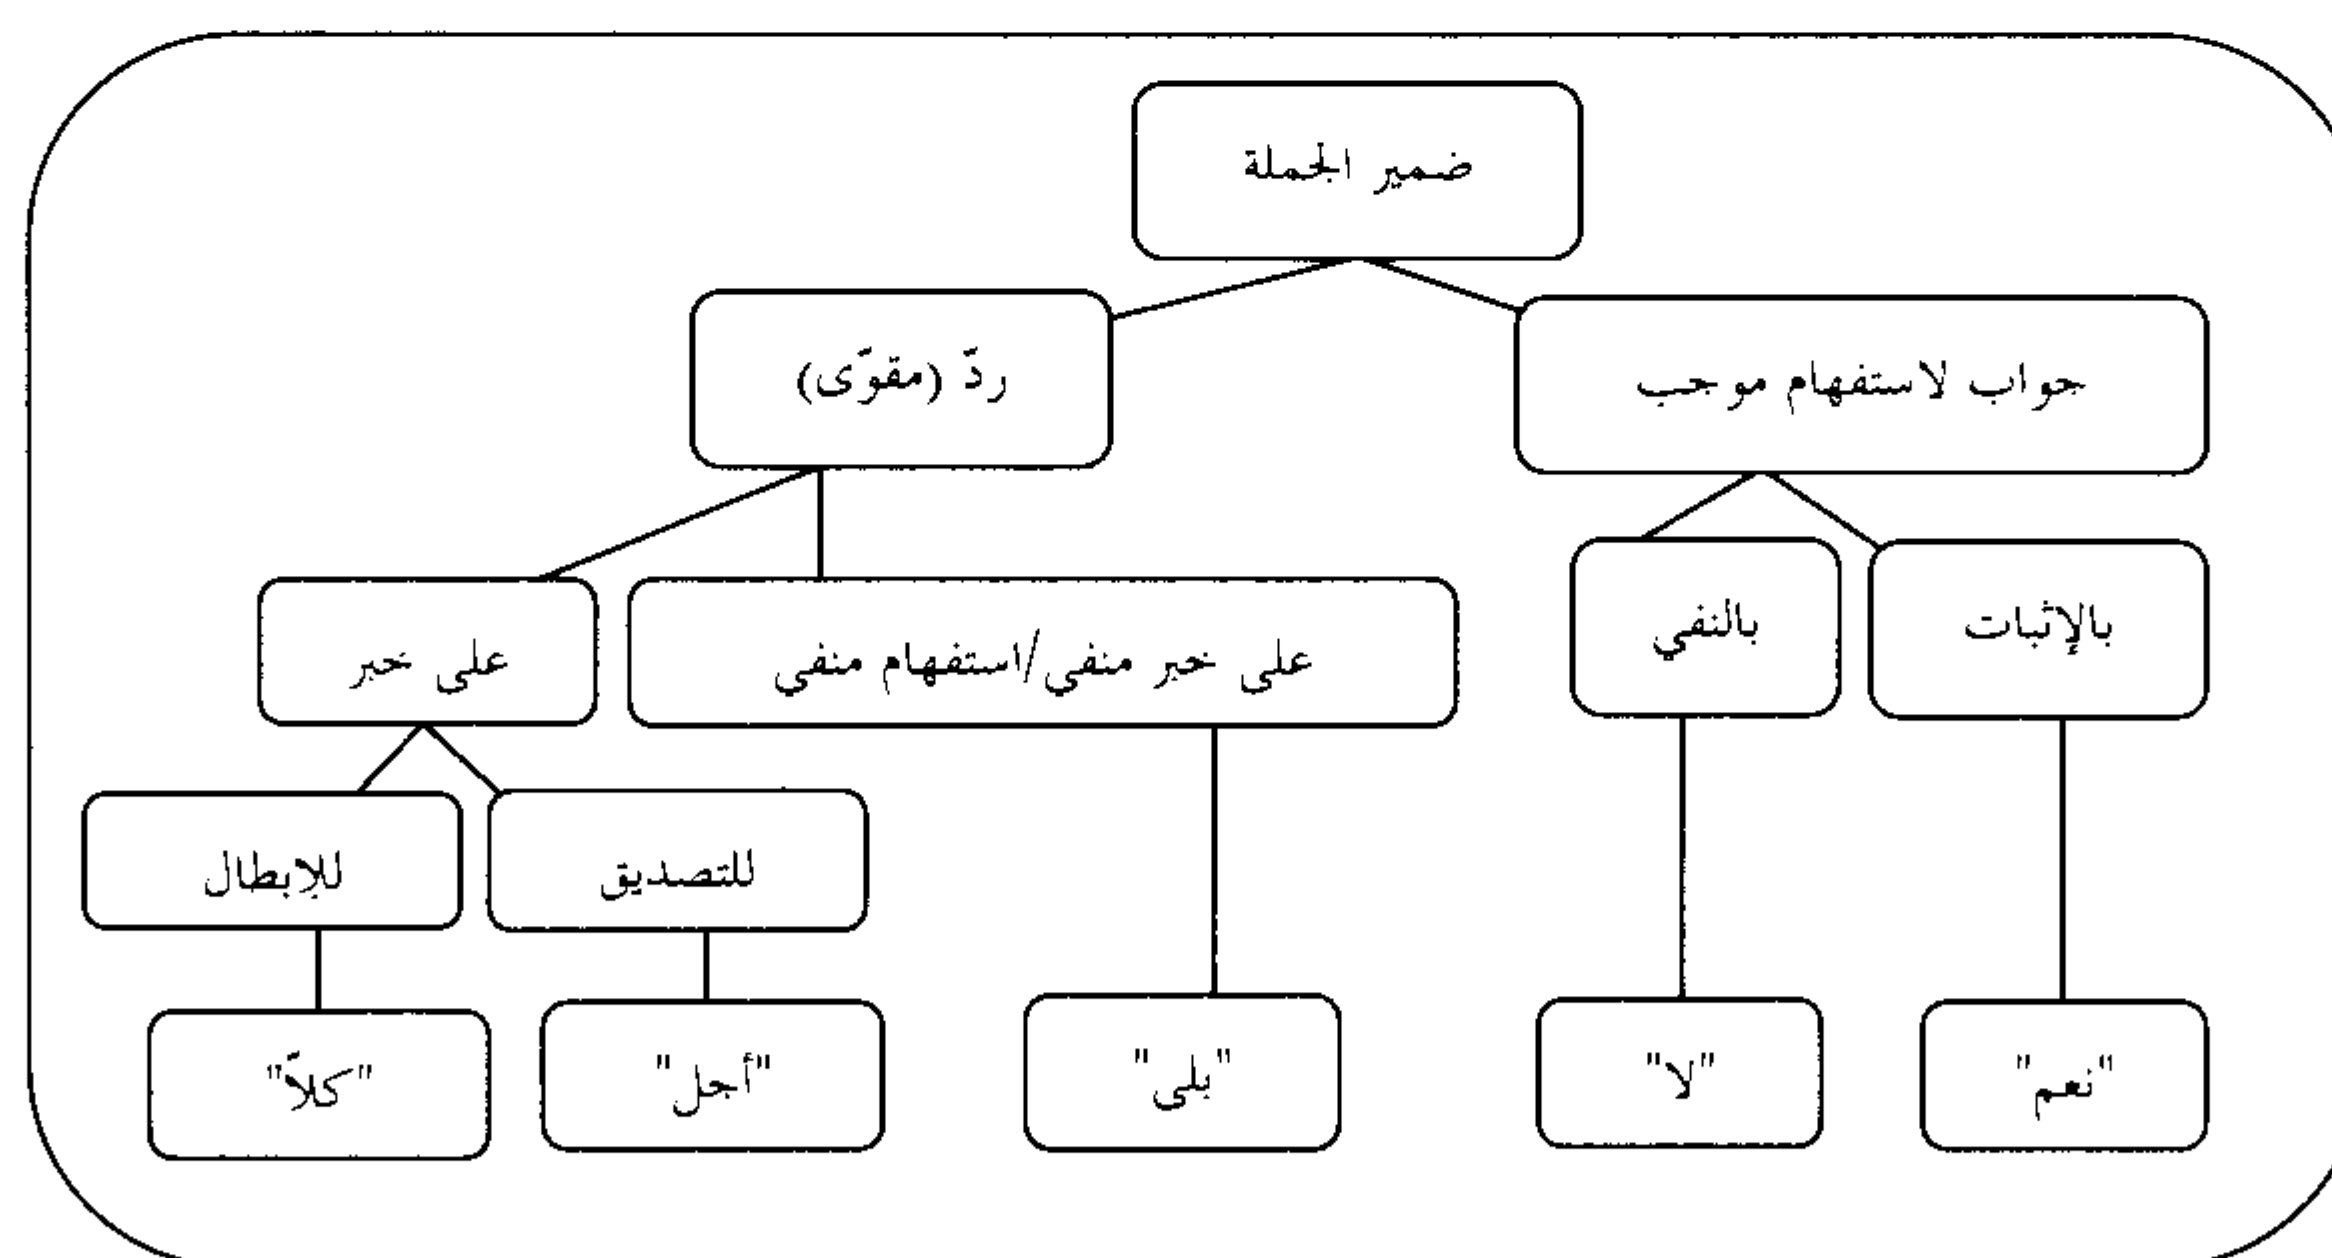 ضمير الجملة
جواب لاستفهام موجب
ردّ (مقوّى)
بالإثبات
بالنفي
على خبر منفي/استفهام منفي
على خبر
للتصديق
للإبطال
"نعم"
"لا"
"بلى"
"أجل"
"كلاّ"